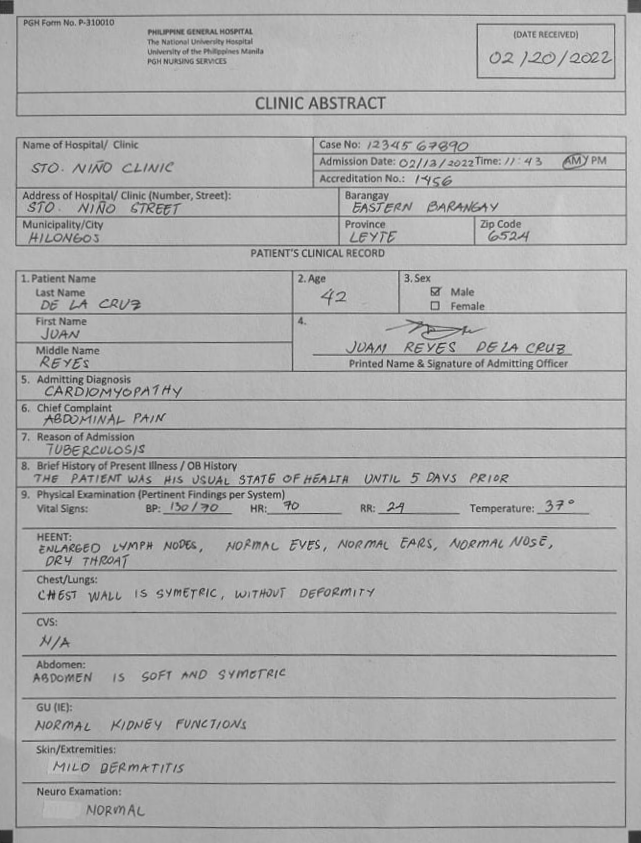 PGH Form No. P-310010
PHILIPPINE GENERAL HOSPITAL
The National University Hospital
University of the Philippines Manila
PGH NURSING SERVICES
(DATE RECEIVED)
02/20/2022
CLINIC ABSTRACT
Name of Hospital/ Clinic
STO. NIÑO CLINIC
Case No: 1234567890
Admission Date: 02/13/2022 Time: 11:43 AM/PM
Accreditation No.: 1456
Address of Hospital/ Clinic (Number, Street):
STO. NIÑO STREET
Barangay
EASTERN BARANGAY
Municipality/City
HILONGOS
Province
LEYTE
Zip Code
6524
PATIENT'S CLINICAL RECORD
1. Patient Name
Last Name
DE LA CRUZ
2. Age
42
3. Sex
Male
Female
First Name
JUAN
Middle Name
REYES
4.
JUAN REYES DE LA CRUZ
Printed Name & Signature of Admitting Officer
5. Admitting Diagnosis
CARDIOMYOPATHY
6. Chief Complaint
ABDOMINAL PAIN
7. Reason of Admission
TUBERCULOSIS
8. Brief History of Present Illness / OB History
THE PATIENT WAS HIS USUAL STATE OF HEALTH UNTIL 5 DAYS PRIOR
9. Physical Examination (Pertinent Findings per System)
Vital Signs: BP: 130/90 HR: 90 RR: 24 Temperature: 37°
HEENT:
ENLARGED LYMPH NODES, NORMAL EYES, NORMAL EARS, NORMAL NOSE,
DRY THROAT
Chest/Lungs:
CHEST WALL IS SYMETRIC, WITHOUT DEFORMITY
CVS:
N/A
Abdomen:
ABDOMEN IS SOFT AND SYMETRIC
GU (IE):
NORMAL KIDNEY FUNCTIONS
Skin/Extremities:
MILD DERMATITIS
Neuro Examation:
NORMAL